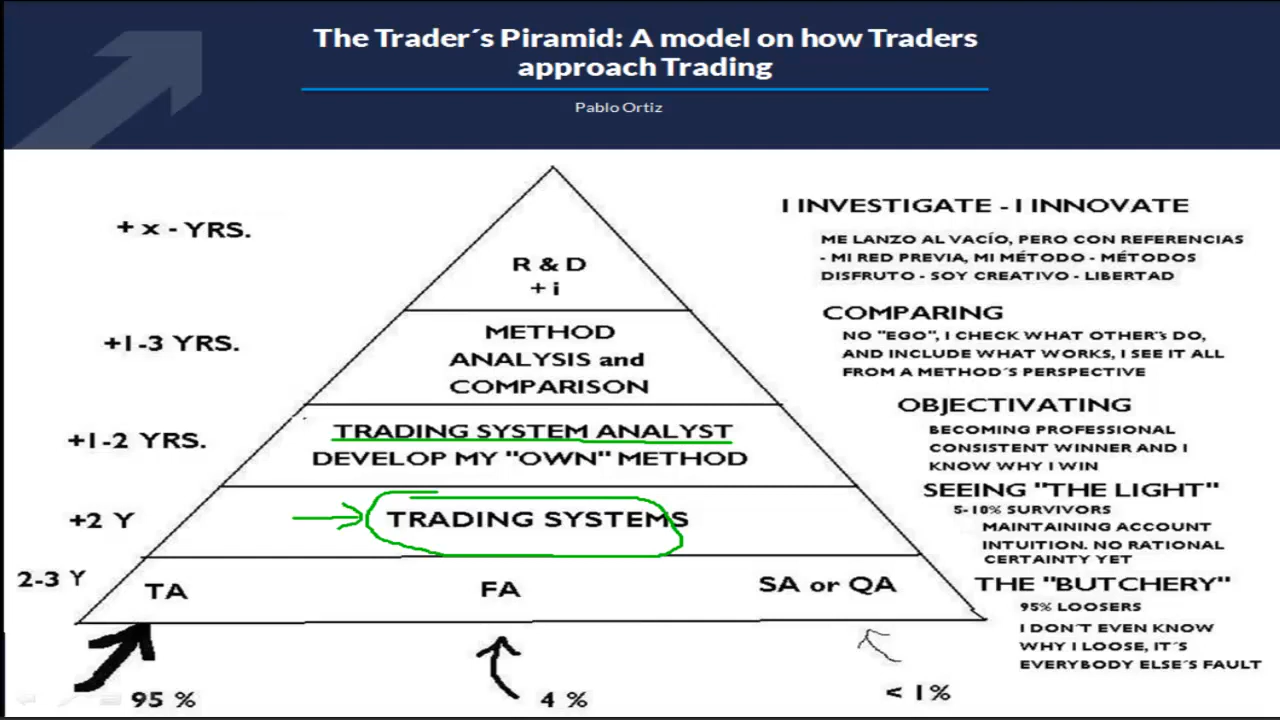 The Trader´s Piramid: A model on how Traders
approach Trading
Pablo Ortiz
+ x - YRS.
R & D
+ i
I INVESTIGATE - I INNOVATE
ME LANZO AL VACÍO, PERO CON REFERENCIAS
- MI RED PREVIA, MI MÉTODO - MÉTODOS
DISFRUTO - SOY CREATIVO - LIBERTAD
+1-3 YRS.
METHOD
ANALYSIS and
COMPARISON
COMPARING
NO "EGO", I CHECK WHAT OTHER's DO,
AND INCLUDE WHAT WORKS, I SEE IT ALL
FROM A METHOD´S PERSPECTIVE
+1-2 YRS.
TRADING SYSTEM ANALYST
DEVELOP MY "OWN" METHOD
OBJECTIVATING
BECOMING PROFESSIONAL
CONSISTENT WINNER AND I
KNOW WHY I WIN
+2 Y
TRADING SYSTEMS
SEEING "THE LIGHT"
5-10% SURVIVORS
MAINTAINING ACCOUNT
INTUITION. NO RATIONAL
CERTAINTY YET
2-3 Y
TA
FA
SA or QA
THE "BUTCHERY"
95% LOOSERS
I DON´T EVEN KNOW
WHY I LOOSE, IT´S
EVERYBODY ELSE´S FAULT
95 %
4 %
< 1%